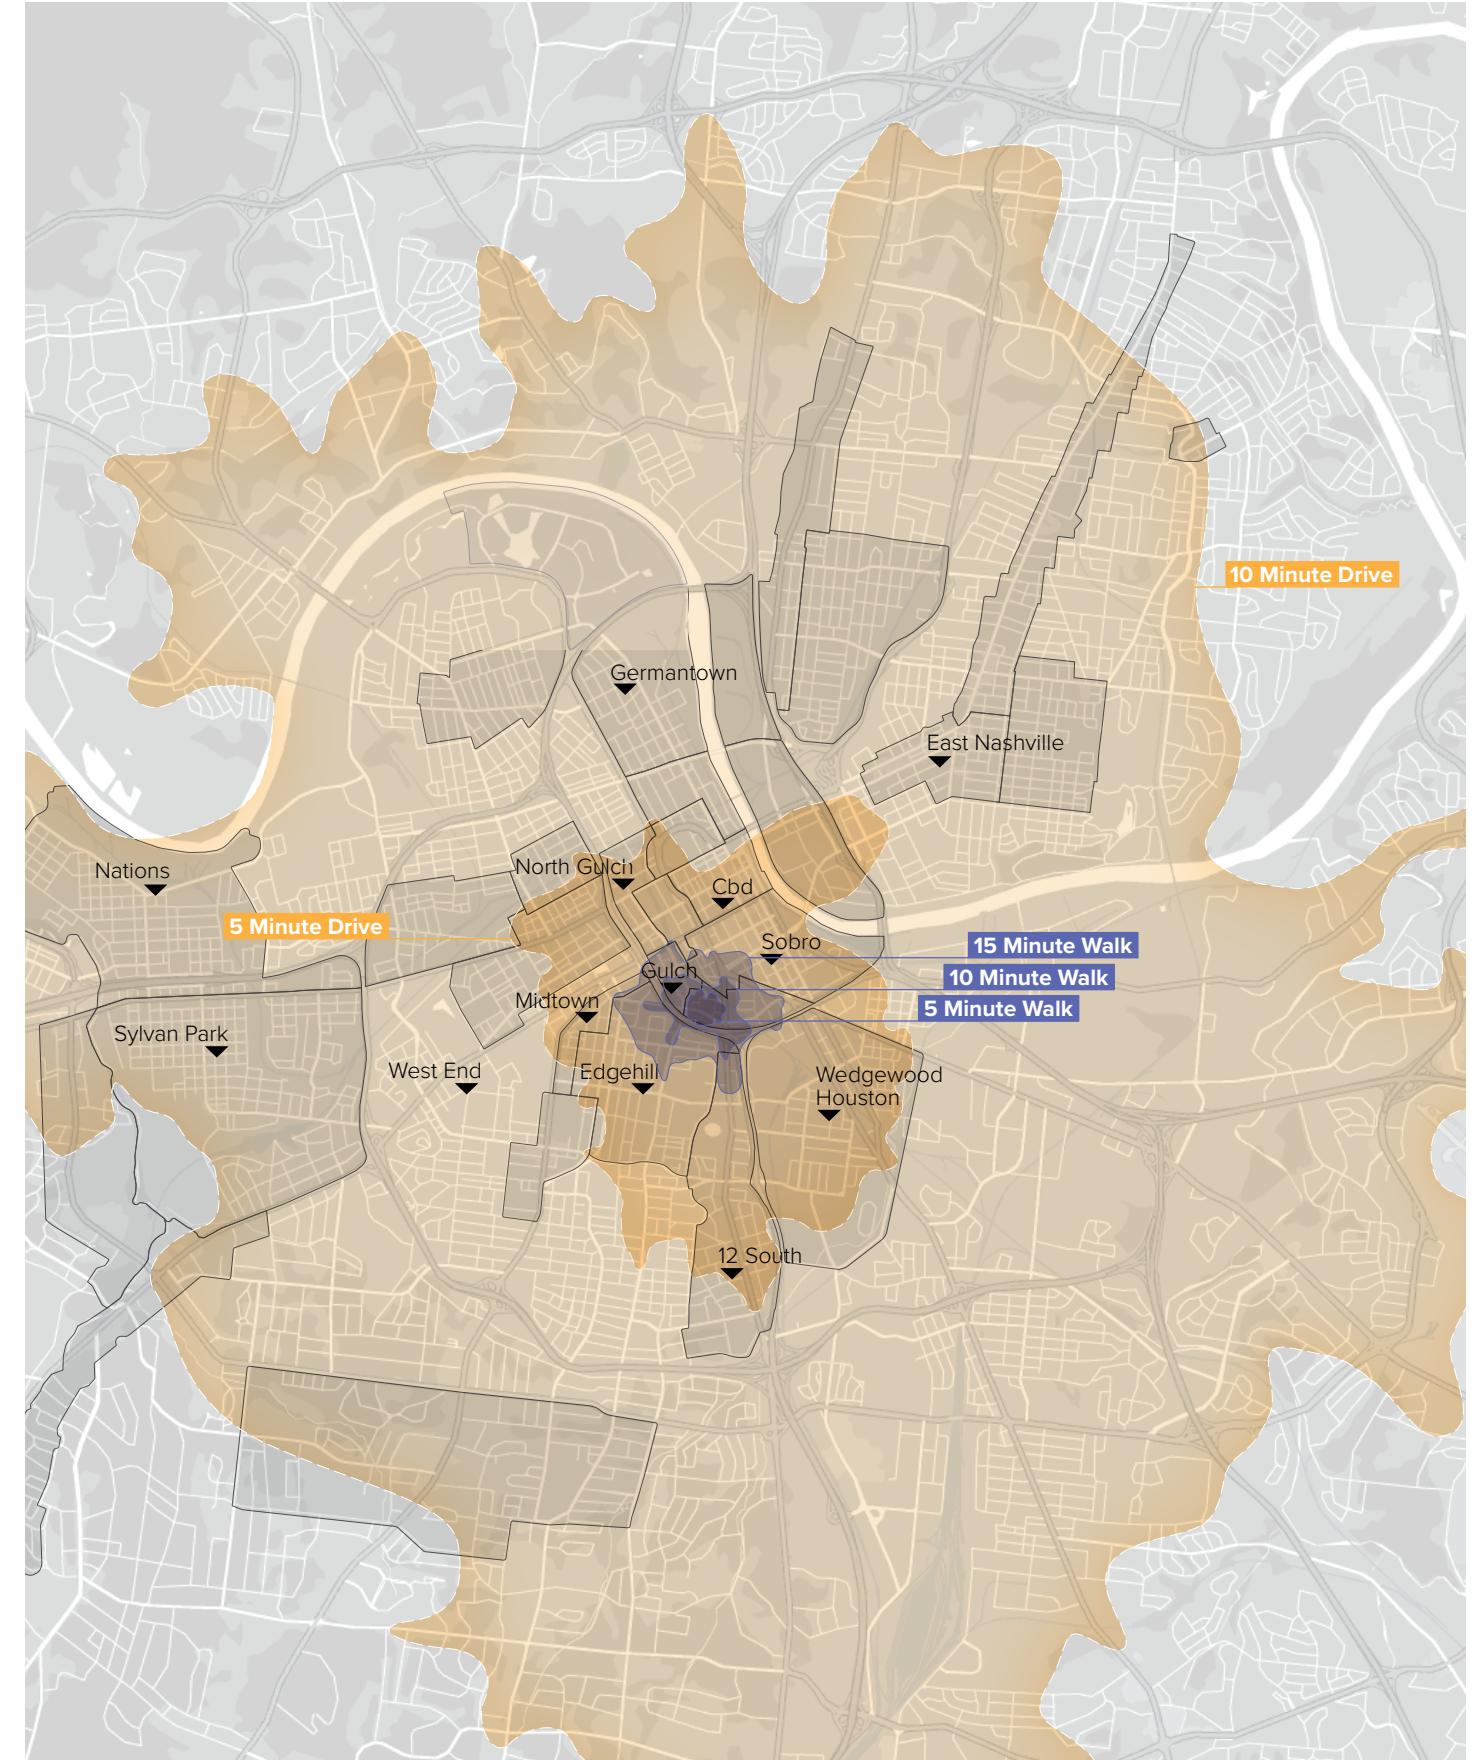 10 Minute Drive
Germantown
East Nashville
Nations
North Gulch
Cbd
5 Minute Drive
Sobro
15 Minute Walk
Gulch
10 Minute Walk
Midtown
5 Minute Walk
Sylvan Park
West End
Edgehill
Wedgewood
Houston
12 South